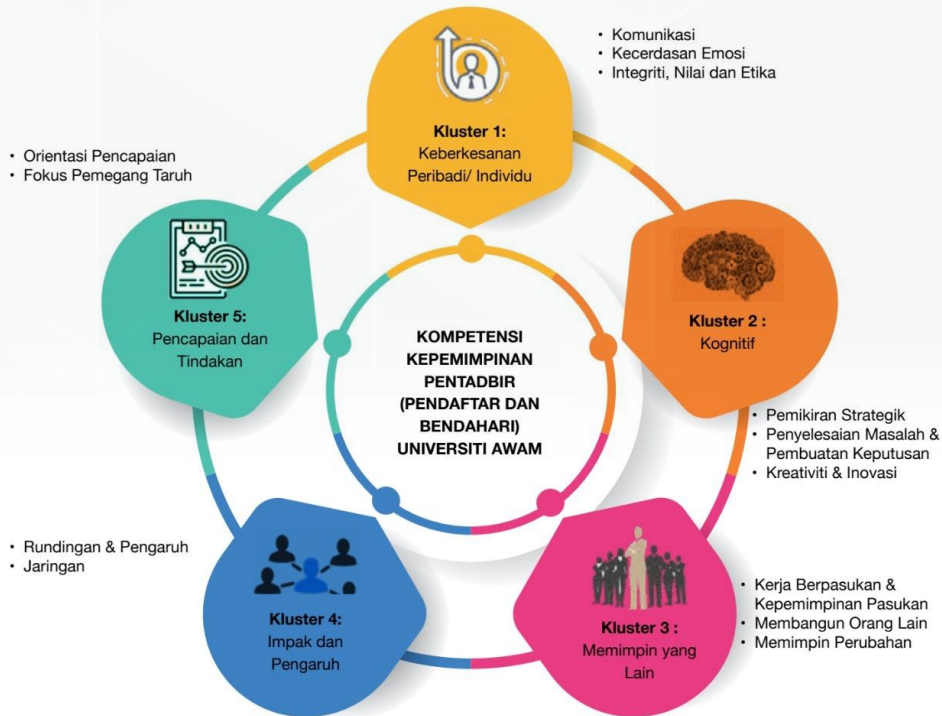 • Komunikasi
• Kecerdasan Emosi
• Integriti, Nilai dan Etika
Kluster 1:
Keberkesanan
Peribadi/ Individu
• Orientasi Pencapaian
• Fokus Pemegang Taruh
Kluster 5:
Pencapaian dan
Tindakan
Kluster 2 :
Kognitif
KOMPETENSI
KEPEMIMPINAN
PENTADBIR
(PENDAFTAR DAN
BENDAHARI)
UNIVERSITI AWAM
• Pemikiran Strategik
• Penyelesaian Masalah &
Pembuatan Keputusan
• Kreativiti & Inovasi
• Rundingan & Pengaruh
• Jaringan
Kluster 4:
Impak dan
Pengaruh
Kluster 3 :
Memimpin yang
Lain
• Kerja Berpasukan &
Kepemimpinan Pasukan
• Membangun Orang Lain
• Memimpin Perubahan